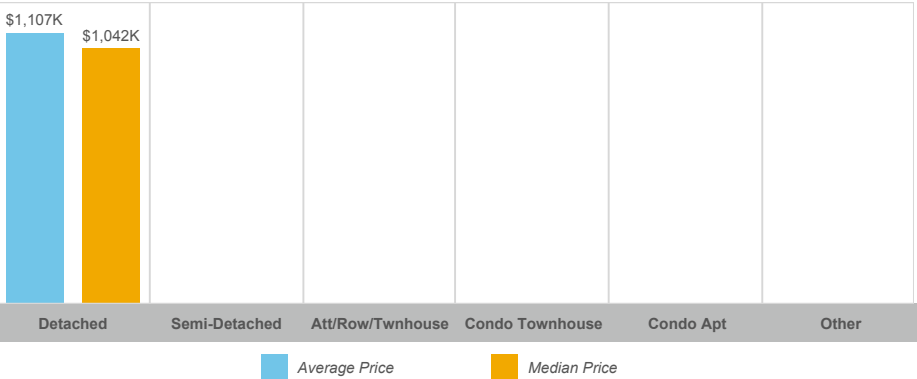 $1,107K
$1,042K
Detached Semi-Detached Att/Row/Twnhouse Condo Townhouse Condo Apt Other
Average Price Median Price